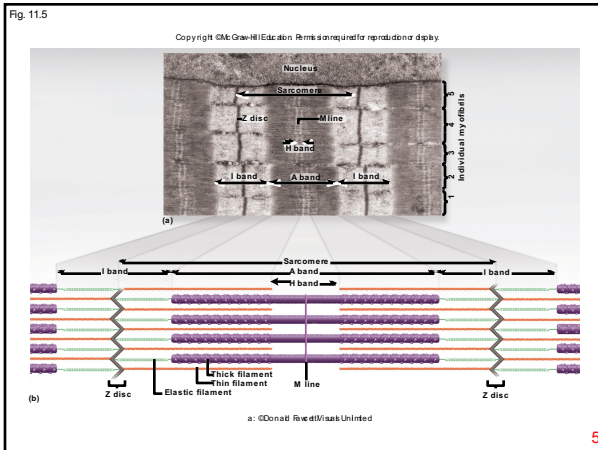 Fig. 11.5
Copyright ©McGraw-Hill Education. Permission required for reproduction or display.
Nucleus
Sarcomere
Z disc
M line
H band
I band
A band
I band
5
4
3
2
1
Individual myofibrils
(a)
Sarcomere
I band
A band
I band
H band
Thick filament
Thin filament
Elastic filament
M line
Z disc
Z disc
(b)
a: ©Donald Fawcett/Visuals Unlimited
5